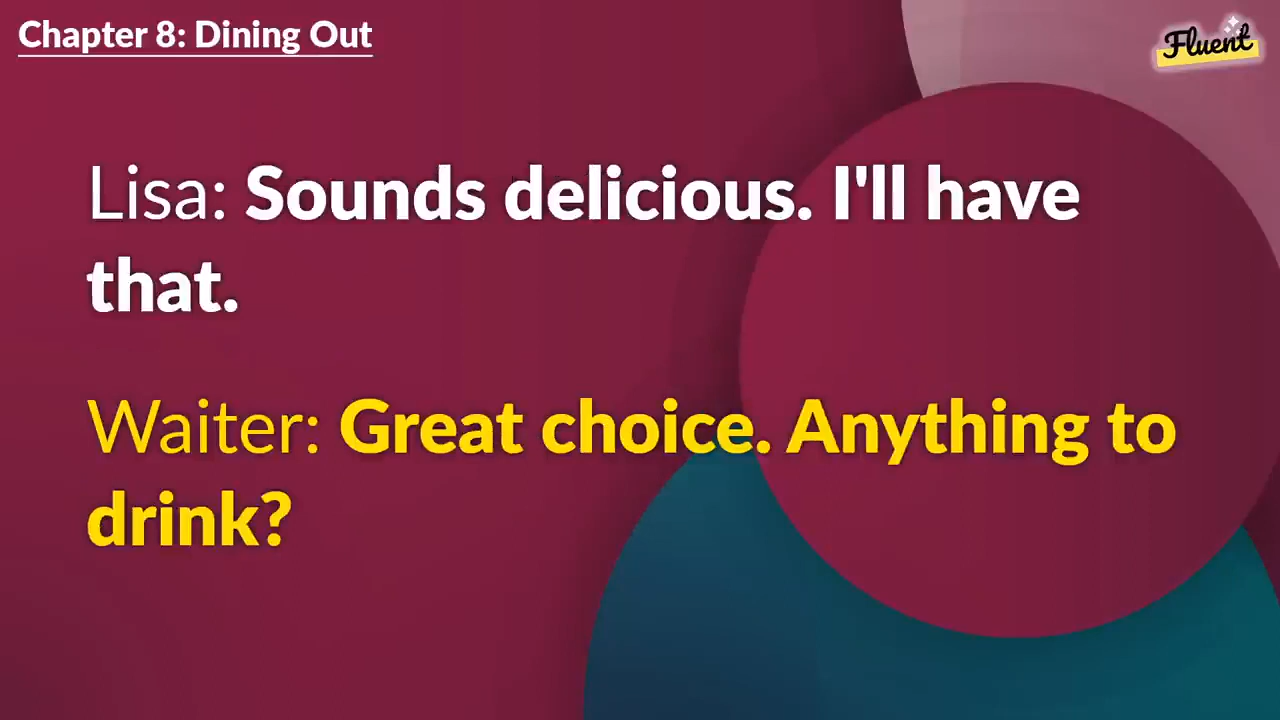 Chapter 8: Dining Out
Fluent
Lisa: Sounds delicious. I'll have
that.
Waiter: Great choice. Anything to
drink?